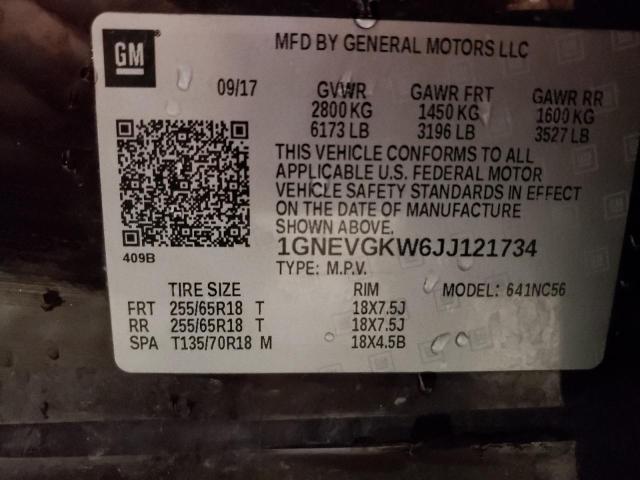 GM
MFD BY GENERAL MOTORS LLC
09/17 GVWR GAWR FRT GAWR RR
2800 KG 1450 KG 1600 KG
6173 LB 3196 LB 3527 LB
THIS VEHICLE CONFORMS TO ALL
APPLICABLE U.S. FEDERAL MOTOR
VEHICLE SAFETY STANDARDS IN EFFECT
ON THE DATE OF MANUFACTURE
SHOWN ABOVE.
1GNEVGKW6JJ121734
409B
TYPE: M.P.V.
TIRE SIZE RIM MODEL: 641NC56
FRT 255/65R18 T 18X7.5J
RR 255/65R18 T 18X7.5J
SPA T135/70R18 M 18X4.5B